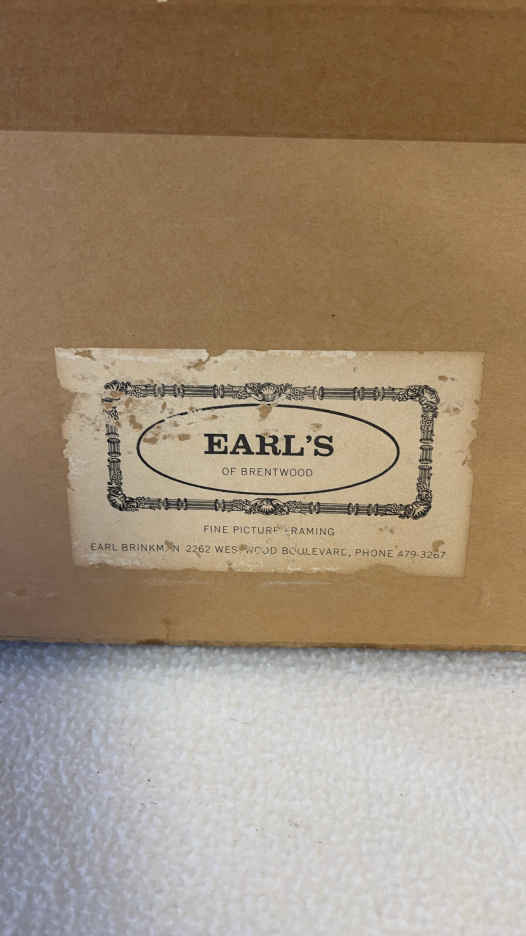 EARL'S
OF BRENTWOOD
FINE PICTURE FRAMING
EARL BRINKMAN 2262 WESTWOOD BOULEVARD, PHONE 479-3267